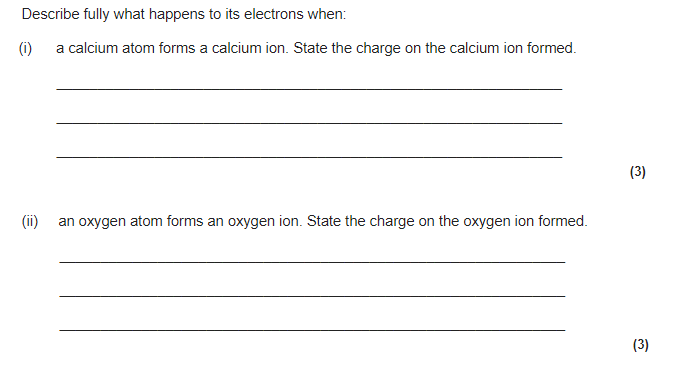 Describe fully what happens to its electrons when:
(i) a calcium atom forms a calcium ion. State the charge on the calcium ion formed.
(3)
(ii) an oxygen atom forms an oxygen ion. State the charge on the oxygen ion formed.
(3)